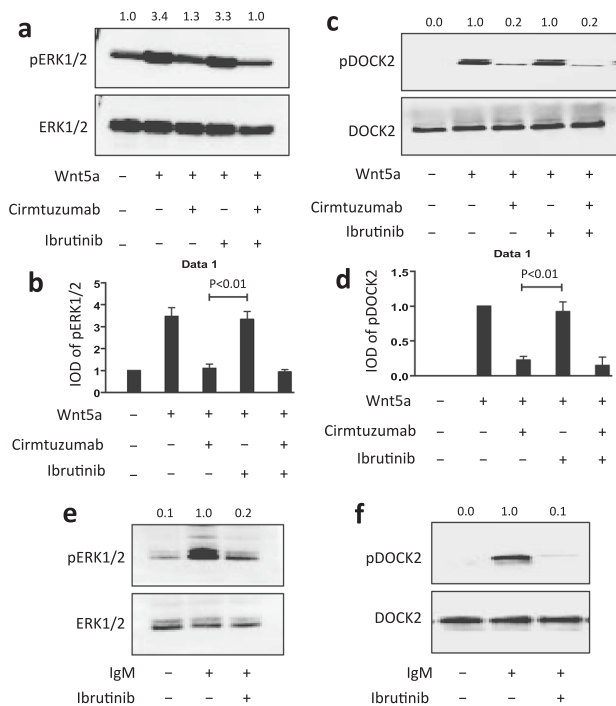 a
1.0 3.4 1.3 3.3 1.0
pERK1/2
ERK1/2
Wnt5a – + + + +
Cirmtuzumab – – + – +
Ibrutinib – – – + +
c
0.0 1.0 0.2 1.0 0.2
pDOCK2
DOCK2
Wnt5a – + + + +
Cirmtuzumab – – + – +
Ibrutinib – – – + +
b
Data 1
P<0.01
IOD of pERK1/2
5
4
3
2
1
0
Wnt5a – + + + +
Cirmtuzumab – – + – +
Ibrutinib – – – + +
d
Data 1
P<0.01
IOD of pDOCK2
1.5
1.0
0.5
0.0
Wnt5a – + + + +
Cirmtuzumab – – + – +
Ibrutinib – – – + +
e
0.1 1.0 0.2
pERK1/2
ERK1/2
IgM – + +
Ibrutinib – – +
f
0.0 1.0 0.1
pDOCK2
DOCK2
IgM – + +
Ibrutinib – – +